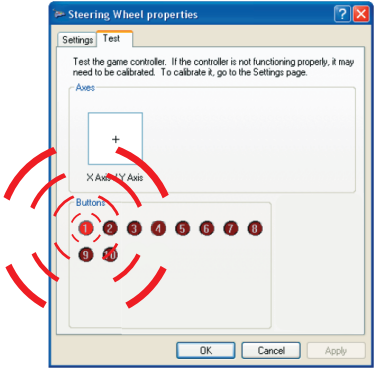 Steering Wheel properties
Settings Test
Test the game controller. If the controller is not functioning properly, it may
need to be calibrated. To calibrate it, go to the Settings page.
Axes
X Axis / Y Axis
Buttons
1 2 3 4 5 6 7 8
9 10
OK Cancel Apply